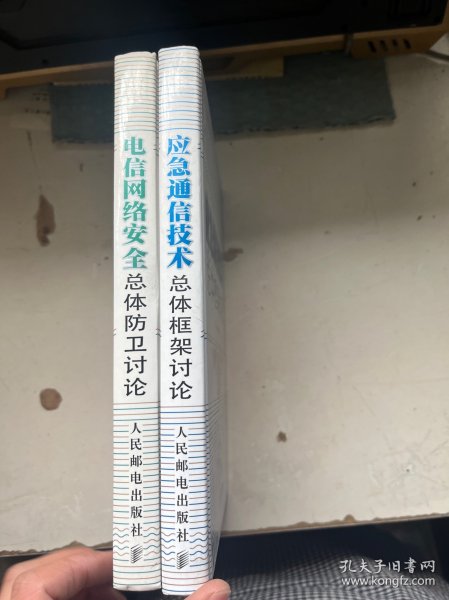 电信网络安全
总体防卫讨论
人民邮电出版社
应急通信技术
总体框架讨论
人民邮电出版社
孔夫子旧书网
www.kongfz.com